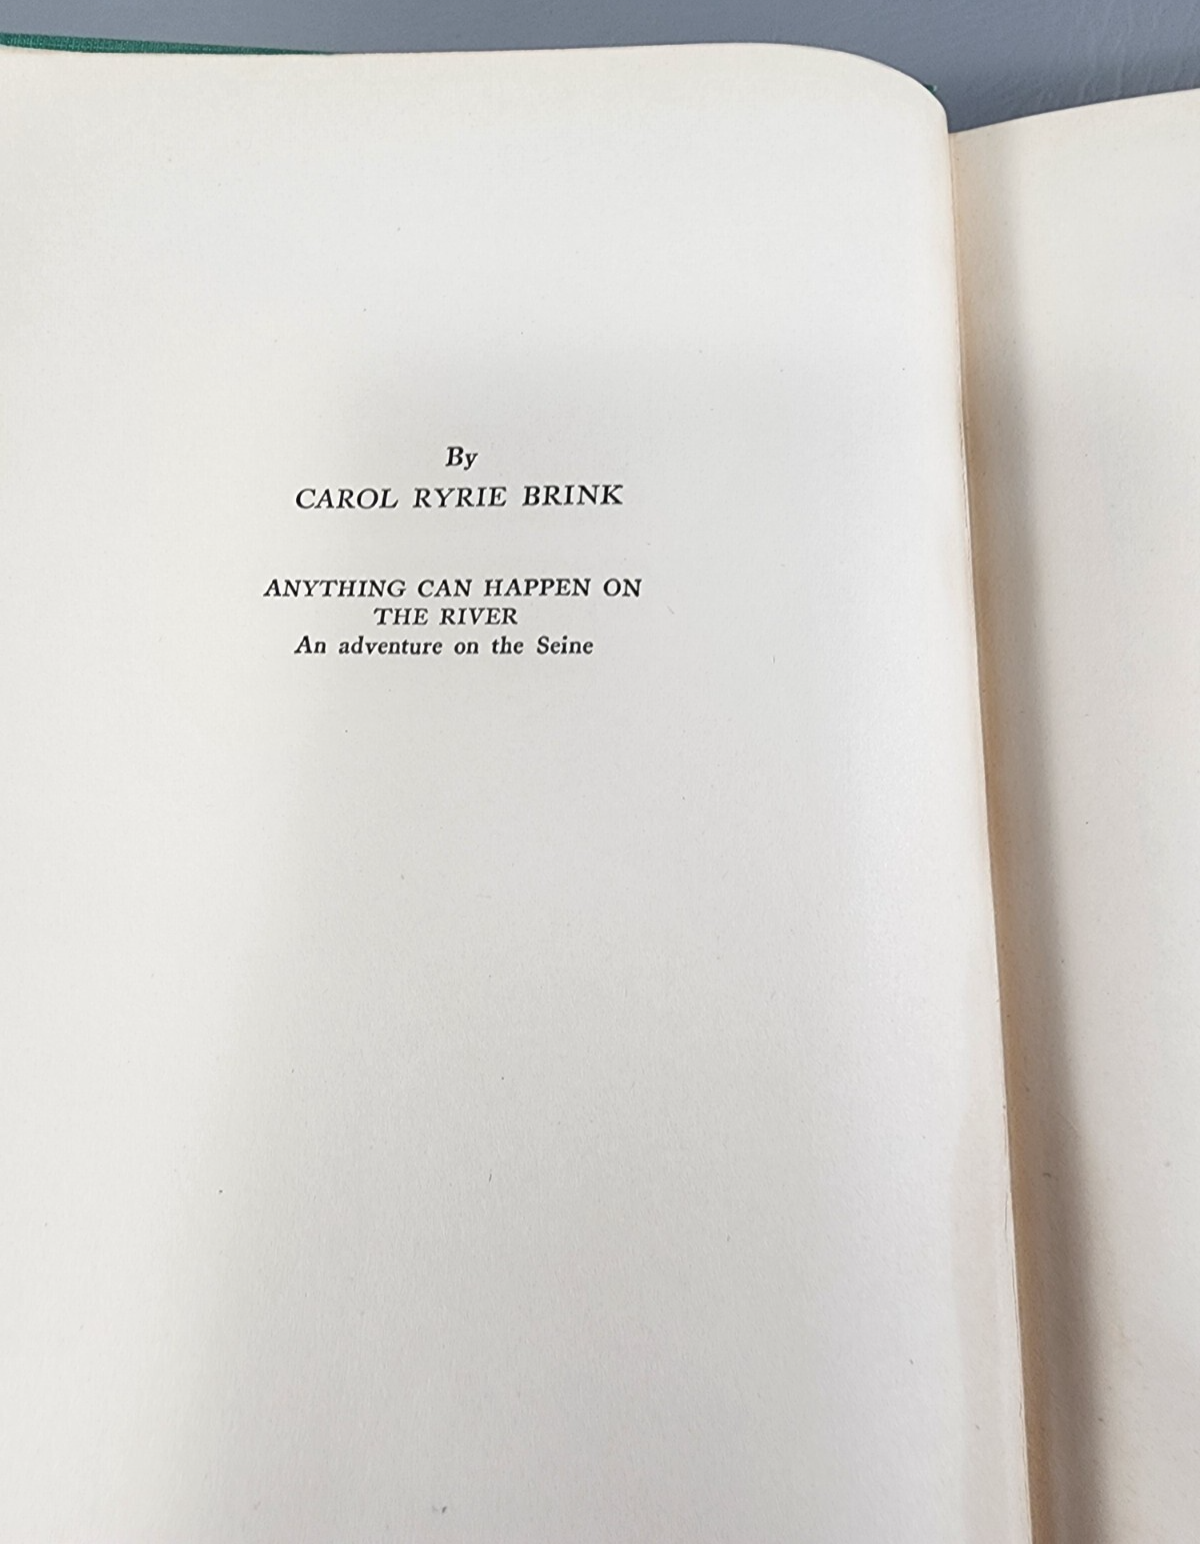 By
CAROL RYRIE BRINK
ANYTHING CAN HAPPEN ON
THE RIVER
An adventure on the Seine